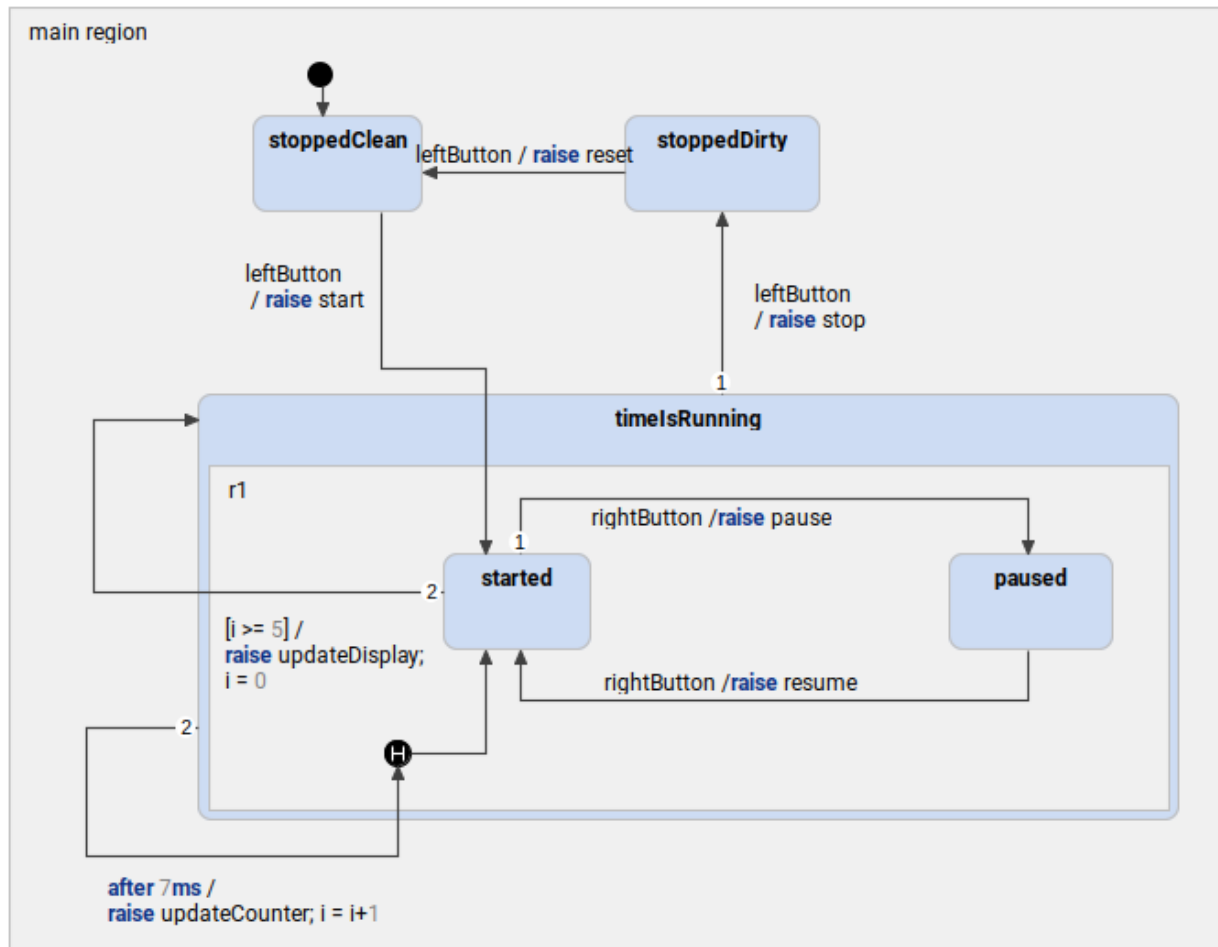 main region
stoppedClean
stoppedDirty
leftButton / raise reset
leftButton
/ raise start
leftButton
/ raise stop
1
timeIsRunning
r1
rightButton /raise pause
1
started
paused
2
[i >= 5] /
raise updateDisplay;
i = 0
rightButton /raise resume
2
H
after 7ms /
raise updateCounter; i = i+1